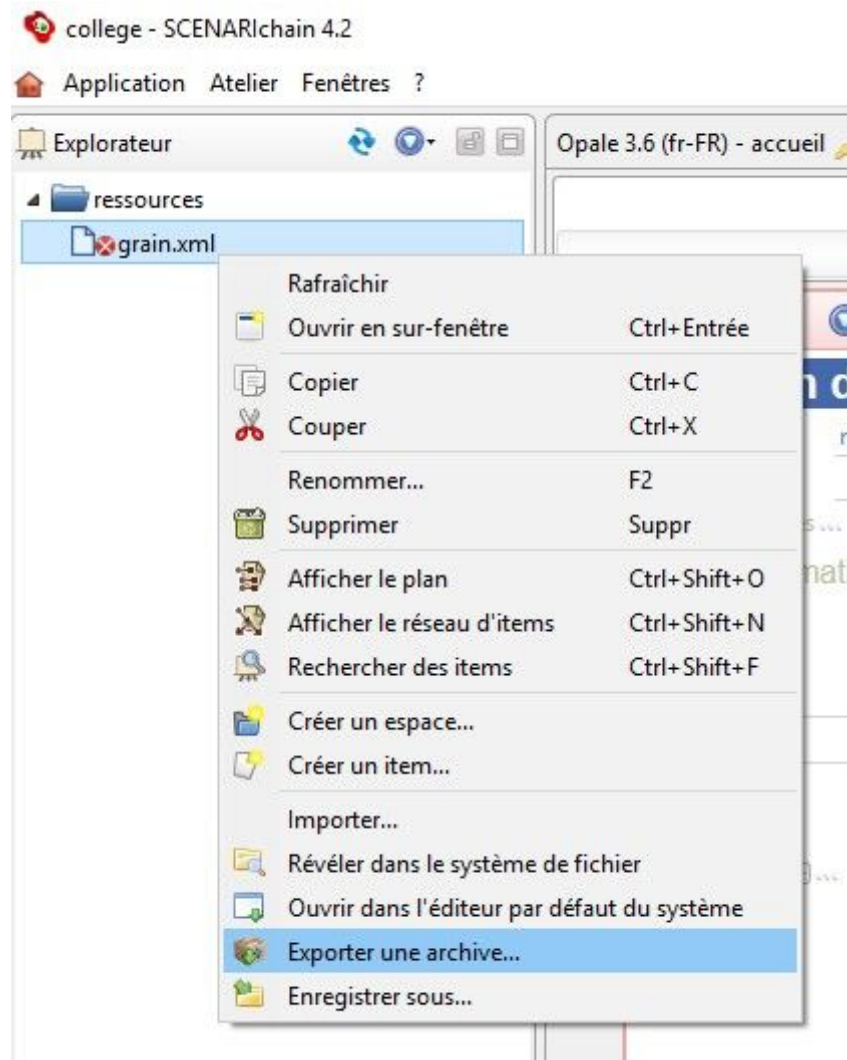 college - SCENARIchain 4.2
Application Atelier Fenêtres ?
Explorateur
Opale 3.6 (fr-FR) - accueil
ressources
grain.xml
Rafraîchir
Ouvrir en sur-fenêtre Ctrl+Entrée
Copier Ctrl+C
Couper Ctrl+X
Renommer... F2
Supprimer Suppr
Afficher le plan Ctrl+Shift+O
Afficher le réseau d'items Ctrl+Shift+N
Rechercher des items Ctrl+Shift+F
Créer un espace...
Créer un item...
Importer...
Révéler dans le système de fichier
Ouvrir dans l'éditeur par défaut du système
Exporter une archive...
Enregistrer sous...